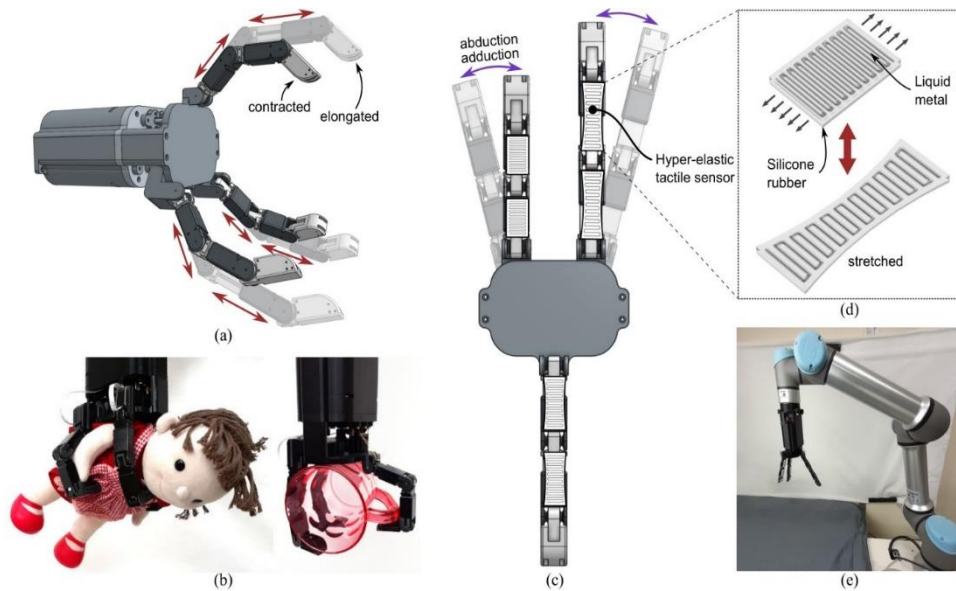 contracted
elongated
(a)
(b)
abduction
adduction
Hyper-elastic
tactile sensor
(c)
Liquid
metal
Silicone
rubber
stretched
(d)
(e)